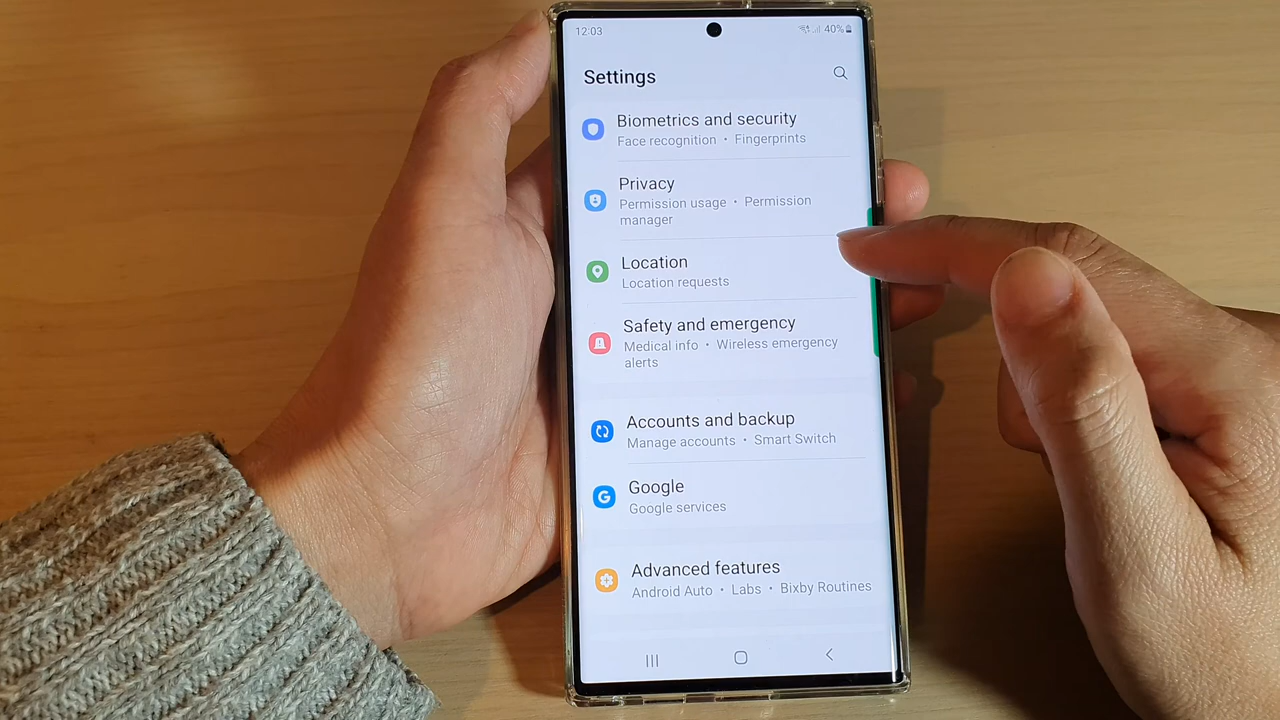 12:03 40%
Settings
Biometrics and security
Face recognition • Fingerprints
Privacy
Permission usage • Permission
manager
Location
Location requests
Safety and emergency
Medical info • Wireless emergency
alerts
Accounts and backup
Manage accounts • Smart Switch
Google
Google services
Advanced features
Android Auto • Labs • Bixby Routines